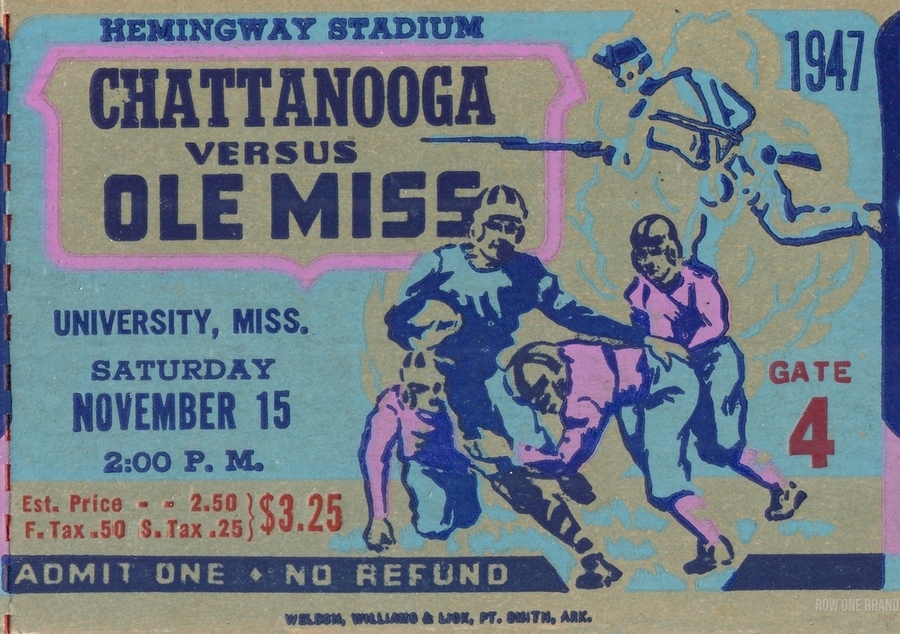 HEMINGWAY STADIUM
1947
CHATTANOOGA
VERSUS
OLE MISS
UNIVERSITY, MISS.
SATURDAY
NOVEMBER 15
2:00 P. M.
GATE
4
Est. Price - - 2.50
F. Tax .50 S. Tax .25 } $3.25
ADMIT ONE ♦ NO REFUND
WELDON, WILLIAMS & LICK, FT. SMITH, ARK.
ROW ONE BRAND